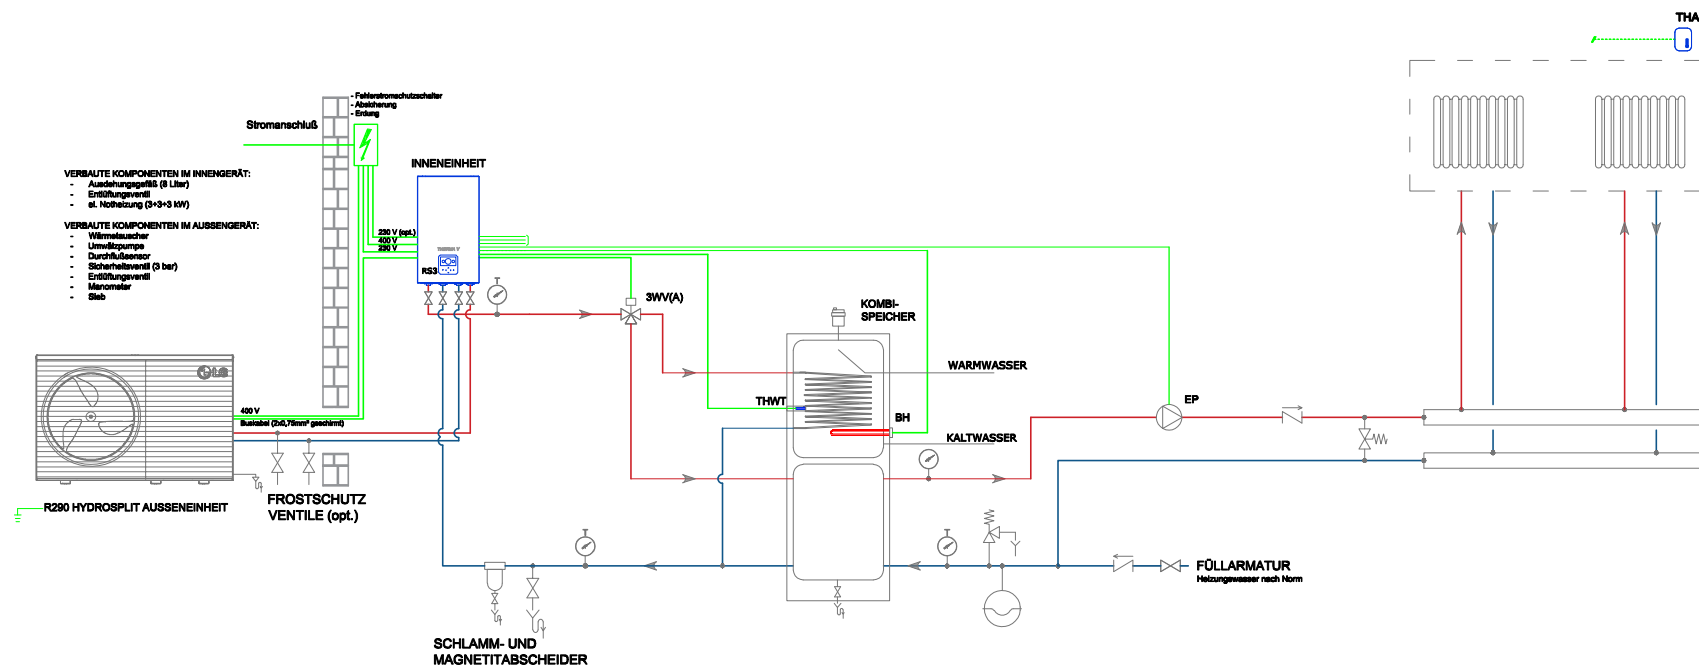 THA
- Fehlerstromschutzschalter
- Absicherung
- Erdung
Stromanschluß
INNENEINHEIT
VERBAUTE KOMPONENTEN IM INNENGERÄT:
- Ausdehungsgefäß (8 Liter)
- Entlüftungsventil
- el. Notheizung (3+3+3 kW)
VERBAUTE KOMPONENTEN IM AUSSENGERÄT:
- Wärmetauscher
- Umwälzpumpe
- Durchflußsensor
- Sicherheitsventil (3 bar)
- Entlüftungsventil
- Manometer
- Sieb
230 V (opt.)
400 V
230 V
THERMA V
RS3
T
3WV(A)
KOMBI-
SPEICHER
LG
WARMWASSER
THWT
BH
EP
400 V
Buskabel (2x0,75mm² geschirmt)
KALTWASSER
FROSTSCHUTZ
VENTILE (opt.)
R290 HYDROSPLIT AUSSENEINHEIT
T
T
FÜLLARMATUR
Heizungswasser nach Norm
SCHLAMM- UND
MAGNETITABSCHEIDER